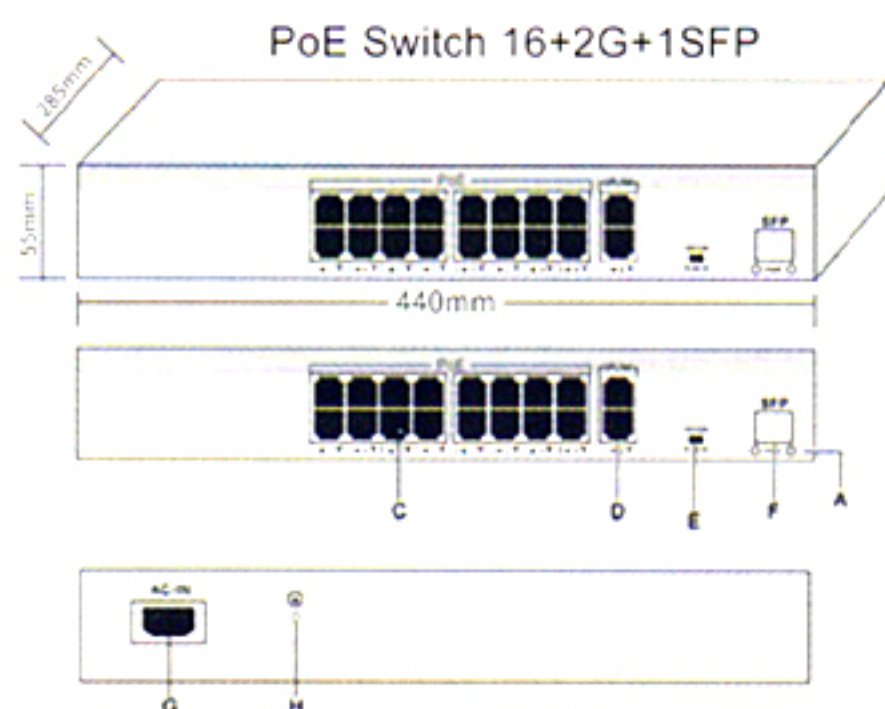 PoE Switch 16+2G+1SFP
285mm
55mm
PoE
SFP
440mm
PoE
SFP
C
D
E
F
A
AC-IN
G
H